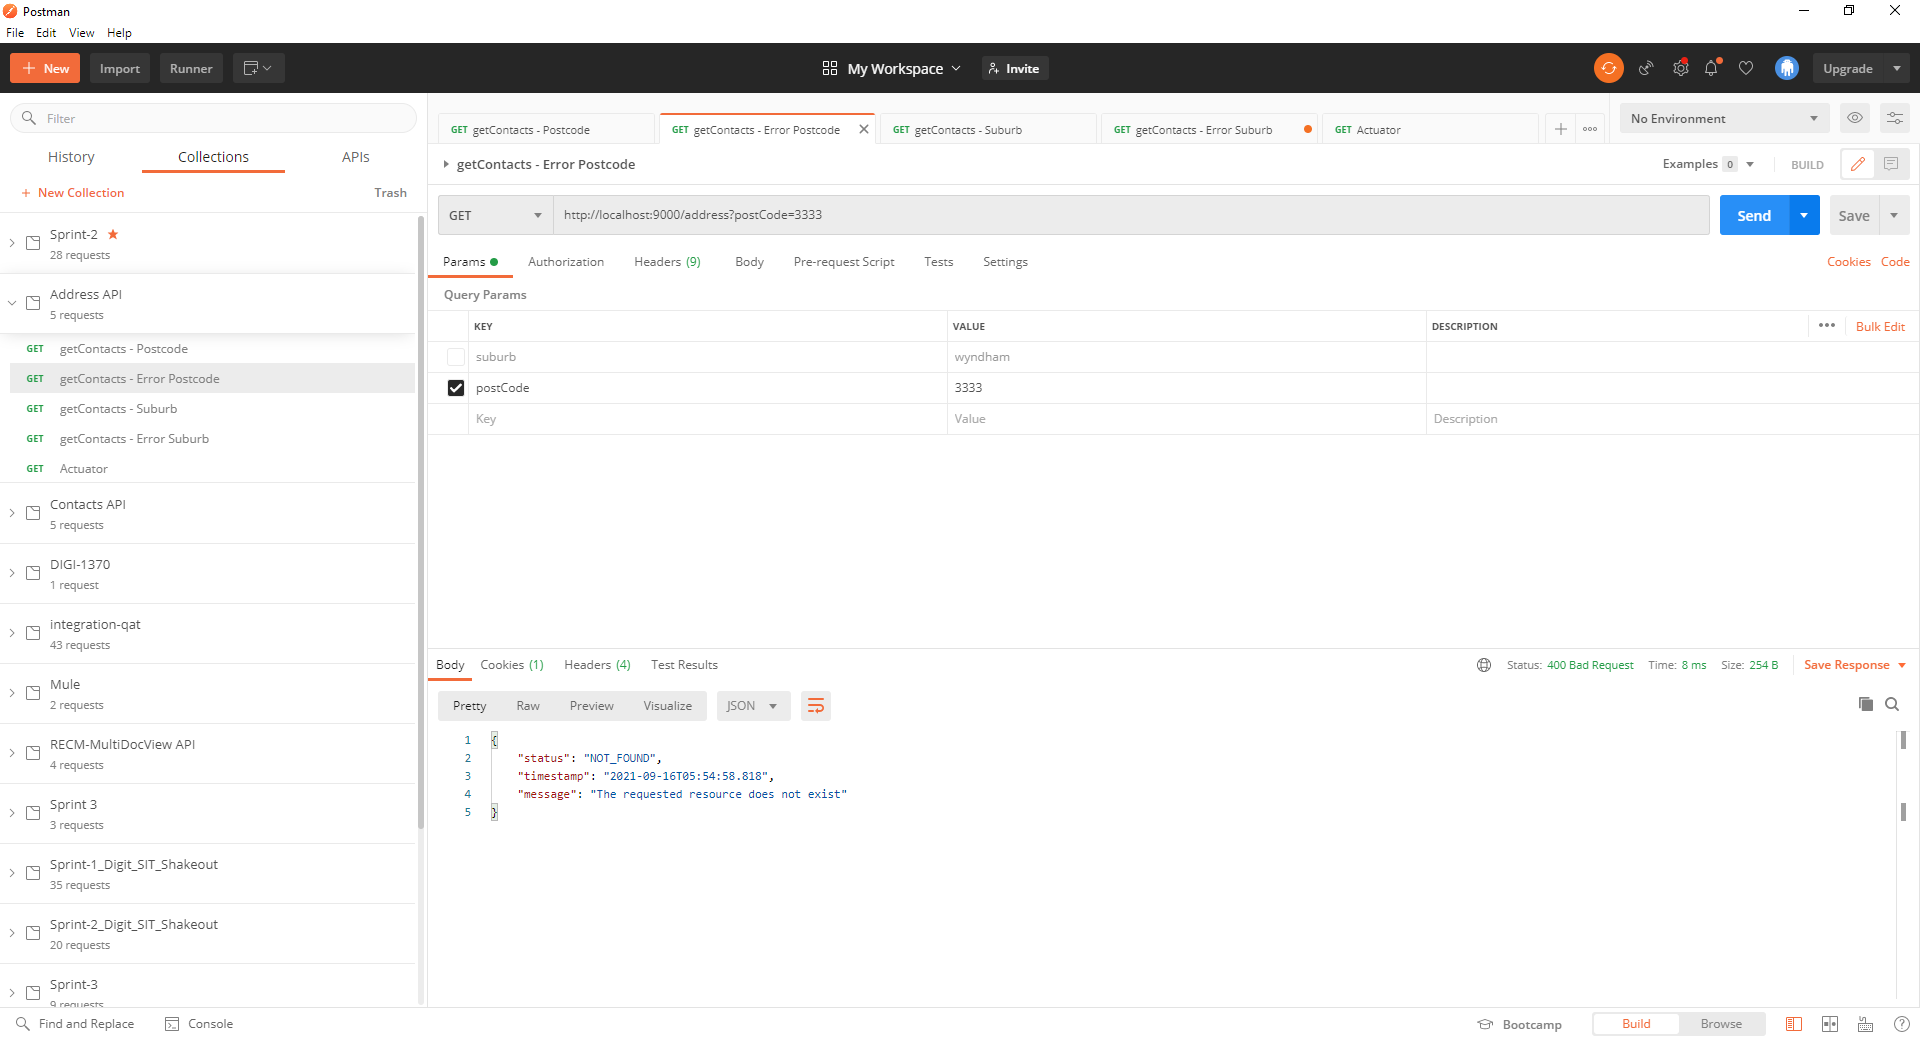 Postman
File Edit View Help
New Import Runner My Workspace Invite Upgrade
Filter
History Collections APIs
+ New Collection Trash
Sprint-2
28 requests
Address API
5 requests
GET getContacts - Postcode
GET getContacts - Error Postcode
GET getContacts - Suburb
GET getContacts - Error Suburb
GET Actuator
Contacts API
5 requests
DIGI-1370
1 request
integration-qat
43 requests
Mule
2 requests
RECM-MultiDocView API
4 requests
Sprint 3
3 requests
Sprint-1_Digit_SIT_Shakeout
35 requests
Sprint-2_Digit_SIT_Shakeout
20 requests
Sprint-3
9 requests
GET getContacts - Postcode GET getContacts - Error Postcode GET getContacts - Suburb GET getContacts - Error Suburb GET Actuator No Environment
getContacts - Error Postcode Examples 0 BUILD
GET http://localhost:9000/address?postCode=3333 Send Save
Params Authorization Headers (9) Body Pre-request Script Tests Settings Cookies Code
Query Params
KEY VALUE DESCRIPTION Bulk Edit
suburb wyndham
postCode 3333
Key Value Description
Body Cookies (1) Headers (4) Test Results Status: 400 Bad Request Time: 8 ms Size: 254 B Save Response
Pretty Raw Preview Visualize JSON
1 {
2 "status": "NOT_FOUND",
3 "timestamp": "2021-09-16T05:54:58.818",
4 "message": "The requested resource does not exist"
5 }
Find and Replace Console Bootcamp Build Browse